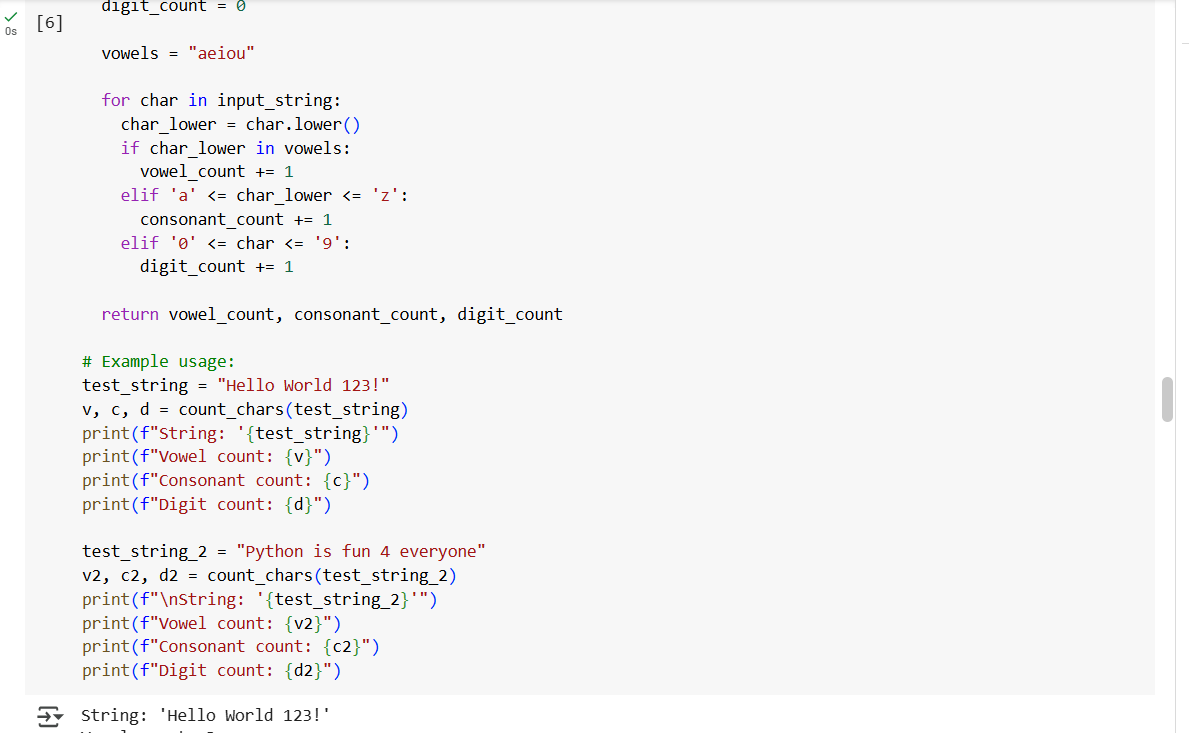 digit_count = 0
0s
[6]
vowels = "aeiou"
for char in input_string:
char_lower = char.lower()
if char_lower in vowels:
vowel_count += 1
elif 'a' <= char_lower <= 'z':
consonant_count += 1
elif '0' <= char <= '9':
digit_count += 1
return vowel_count, consonant_count, digit_count
# Example usage:
test_string = "Hello World 123!"
v, c, d = count_chars(test_string)
print(f"String: '{test_string}'")
print(f"Vowel count: {v}")
print(f"Consonant count: {c}")
print(f"Digit count: {d}")
test_string_2 = "Python is fun 4 everyone"
v2, c2, d2 = count_chars(test_string_2)
print(f"\nString: '{test_string_2}'")
print(f"Vowel count: {v2}")
print(f"Consonant count: {c2}")
print(f"Digit count: {d2}")
String: 'Hello World 123!'